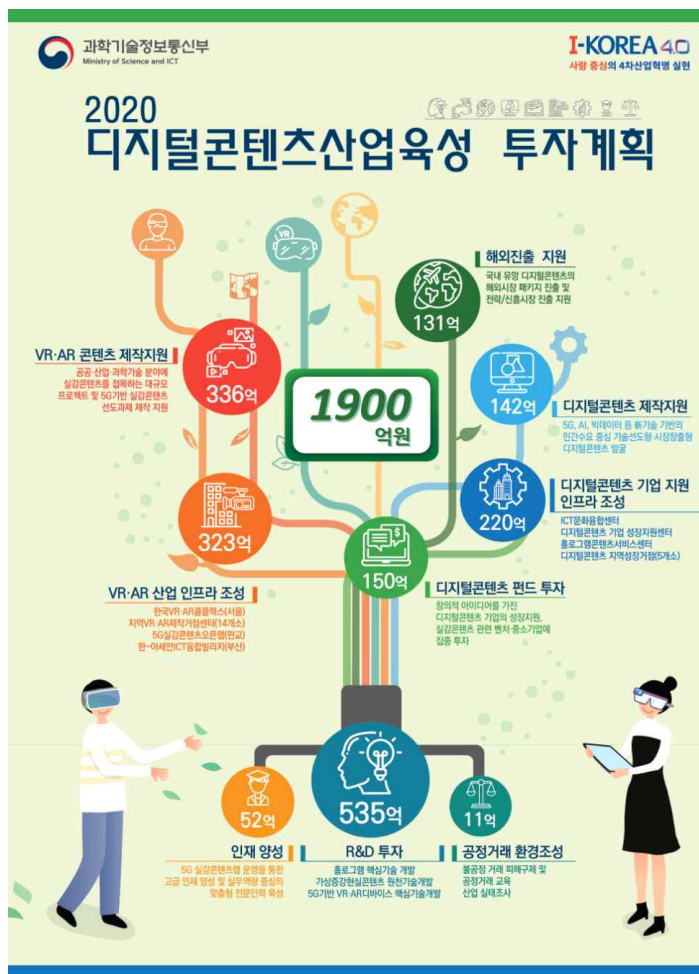 과학기술정보통신부
Ministry of Science and ICT
I-KOREA 4.0
사람 중심의 4차산업혁명 실현
2020
디지털콘텐츠산업육성 투자계획
VR
해외진출 지원
국내 유망 디지털콘텐츠의
해외시장 패키지 진출 및
전략/신흥시장 진출 지원
131억
VR·AR 콘텐츠 제작지원
공공·산업·과학기술 분야에
실감콘텐츠를 접목하는 대규모
프로젝트 및 5G기반 실감콘텐츠
선도과제 제작 지원
336억
1900
억원
142억
디지털콘텐츠 제작지원
5G, AI, 빅데이터 등 新기술 기반의
민간수요 중심 기술선도형·시장창출형
디지털콘텐츠 발굴
220억
디지털콘텐츠 기업 지원
인프라 조성
ICT문화융합센터
디지털콘텐츠 기업 성장지원센터
홀로그램콘텐츠서비스센터
디지털콘텐츠 지역성장거점(5개소)
323억
VR·AR 산업 인프라 조성
한국VR·AR콤플렉스(서울)
지역VR·AR제작거점센터(14개소)
5G실감콘텐츠오픈랩(판교)
한-아세안ICT융합빌리지(부산)
150억
디지털콘텐츠 펀드 투자
창의적 아이디어를 가진
디지털콘텐츠 기업의 성장지원,
실감콘텐츠 관련 벤처·중소기업에
집중 투자
52억
인재 양성
5G 실감콘텐츠랩 운영을 통한
고급 인재 양성 및 실무역량 중심의
맞춤형 전문인력 육성
535억
R&D 투자
홀로그램 핵심기술 개발
가상증강현실콘텐츠 원천기술개발
5G기반 VR·AR디바이스 핵심기술개발
11억
공정거래 환경조성
불공정 거래 피해구제 및
공정거래 교육
산업 실태조사